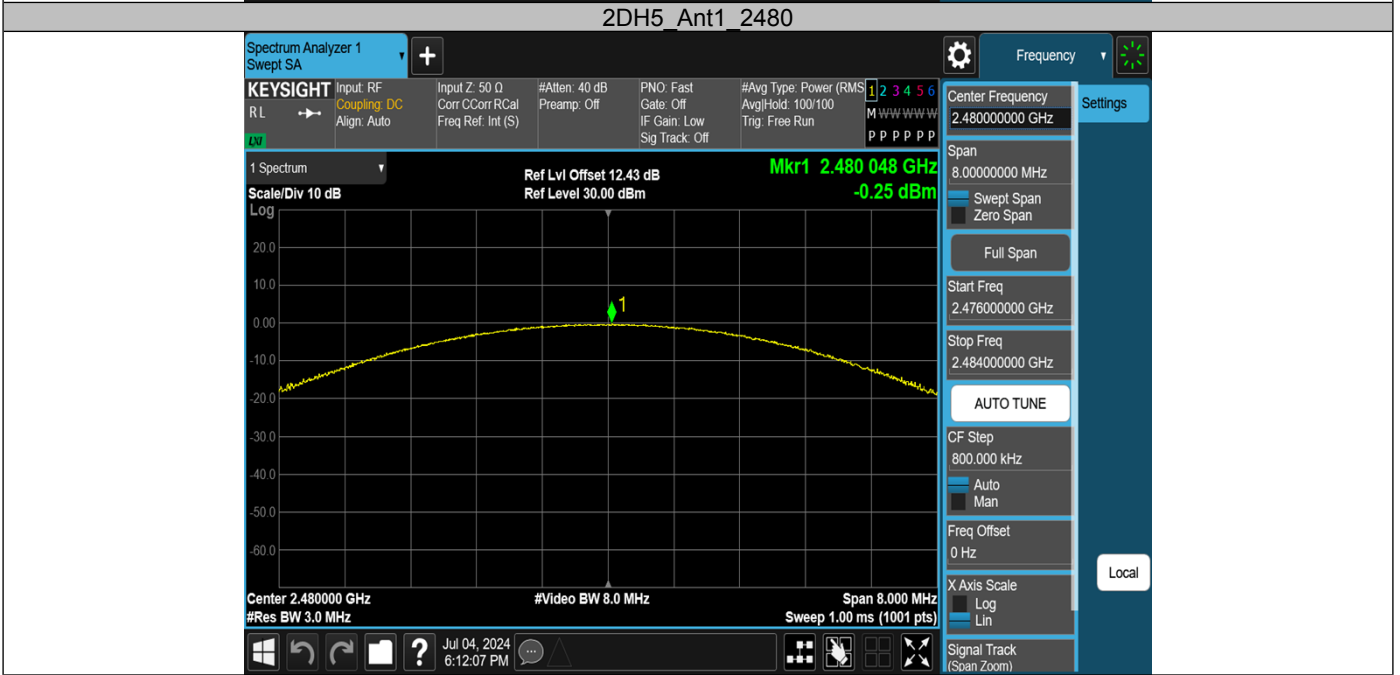 2DH5_Ant1_2480
Spectrum Analyzer 1
Swept SA
+
Frequency
KEYSIGHT
R L
LXI
Input: RF
Coupling: DC
Align: Auto
Input Z: 50 Ω
Corr CCorr RCal
Freq Ref: Int (S)
#Atten: 40 dB
Preamp: Off
PNO: Fast
Gate: Off
IF Gain: Low
Sig Track: Off
#Avg Type: Power (RMS
Avg|Hold: 100/100
Trig: Free Run
1 2 3 4 5 6
M W W W W W
P P P P P P
Center Frequency
2.480000000 GHz
Settings
Span
8.00000000 MHz
Swept Span
Zero Span
Full Span
Start Freq
2.476000000 GHz
Stop Freq
2.484000000 GHz
AUTO TUNE
CF Step
800.000 kHz
Auto
Man
Freq Offset
0 Hz
X Axis Scale
Log
Lin
Signal Track
(Span Zoom)
Local
1 Spectrum
Scale/Div 10 dB
Log
Ref Lvl Offset 12.43 dB
Ref Level 30.00 dBm
Mkr1 2.480 048 GHz
-0.25 dBm
20.0
10.0
0.00
-10.0
-20.0
-30.0
-40.0
-50.0
-60.0
1
Center 2.480000 GHz
#Res BW 3.0 MHz
#Video BW 8.0 MHz
Span 8.000 MHz
Sweep 1.00 ms (1001 pts)
?
Jul 04, 2024
6:12:07 PM